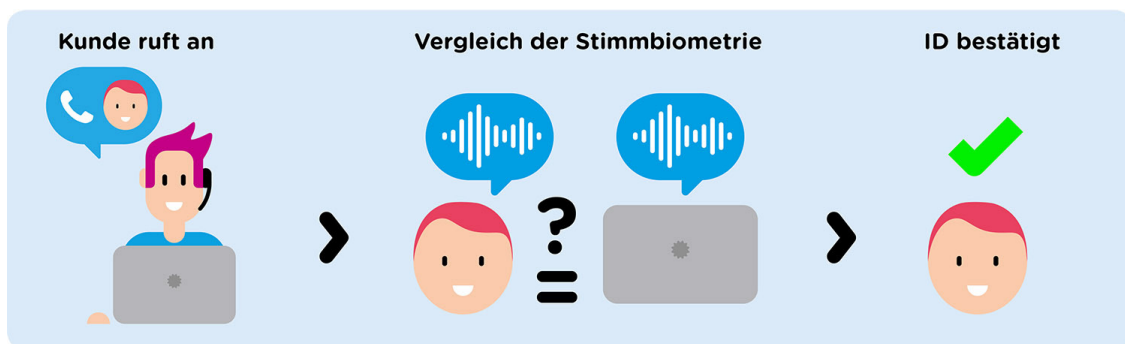 Kunde ruft an
Vergleich der Stimmbiometrie
ID bestätigt
?
=